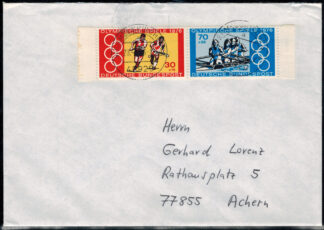 OLYMPISCHE SPIELE 1976
30
DEUTSCHE BUNDESPOST
OLYMPISCHE SPIELE 1976
70
DEUTSCHE BUNDESPOST
Herrn
Gerhard Lorenz
Rathausplatz 5
77855 Achern